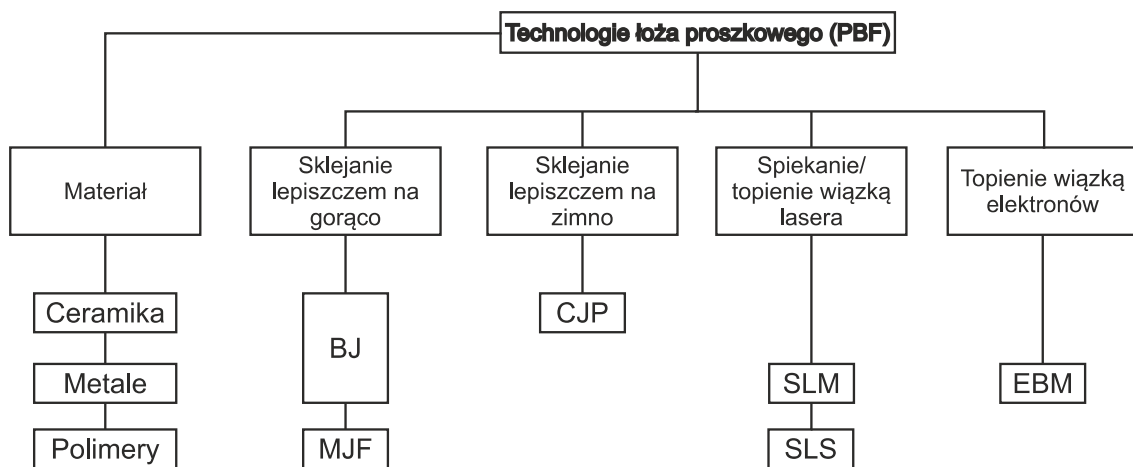 Technologie łoża proszkowego (PBF)
Materiał
Sklejanie
lepiszczem na
gorąco
Sklejanie
lepiszczem na
zimno
Spiekanie/
topienie wiązką
lasera
Topienie wiązką
elektronów
Ceramika
BJ
CJP
Metale
SLM
EBM
Polimery
MJF
SLS